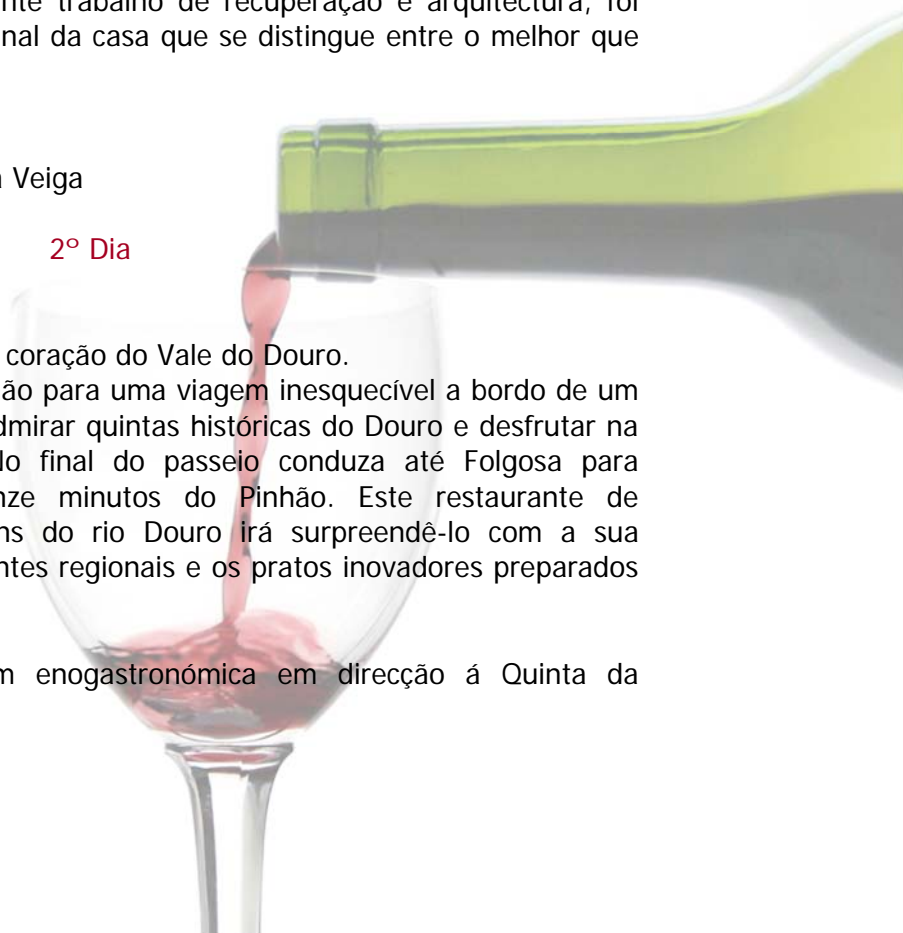 nte trabalho de recuperação e arquitectura, foi
nal da casa que se distingue entre o melhor que
a Veiga
2º Dia
coração do Vale do Douro.
ão para uma viagem inesquecível a bordo de um
dmirar quintas históricas do Douro e desfrutar na
lo final do passeio conduza até Folgosa para
nze minutos do Pinhão. Este restaurante de
ns do rio Douro irá surpreendê-lo com a sua
ntes regionais e os pratos inovadores preparados
m enogastronómica em direcção á Quinta da